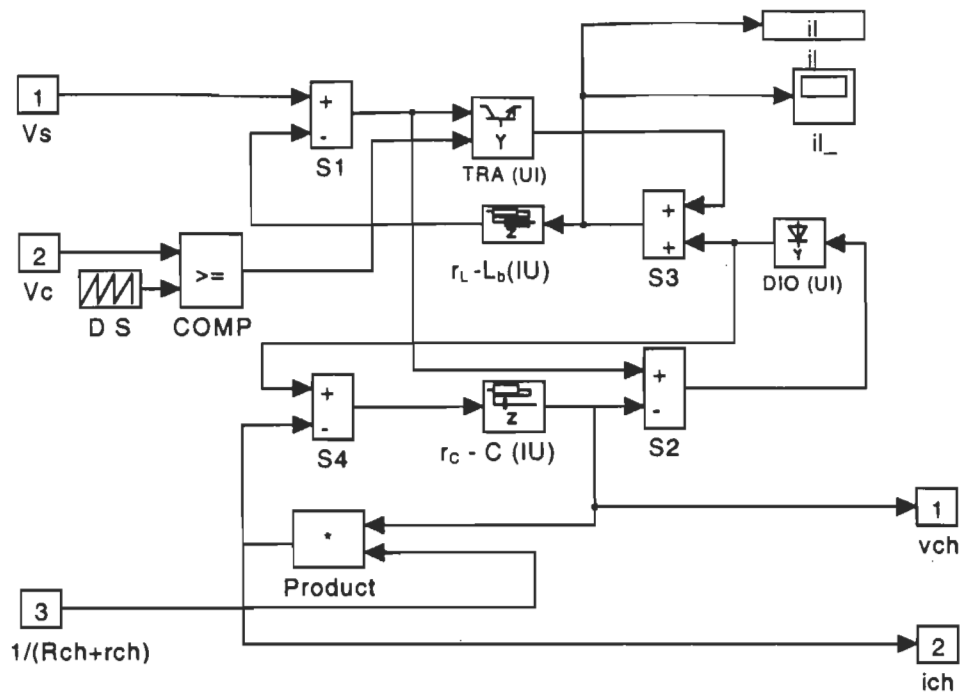 il
il
il_
1
Vs
+
-
S1
Y
TRA (UI)
2
Vc
D S
>=
COMP
z
rL -Lb(IU)
+
+
S3
Y
DIO (UI)
+
-
S4
z
rC - C (IU)
+
-
S2
*
Product
1
vch
3
1/(Rch+rch)
2
ich